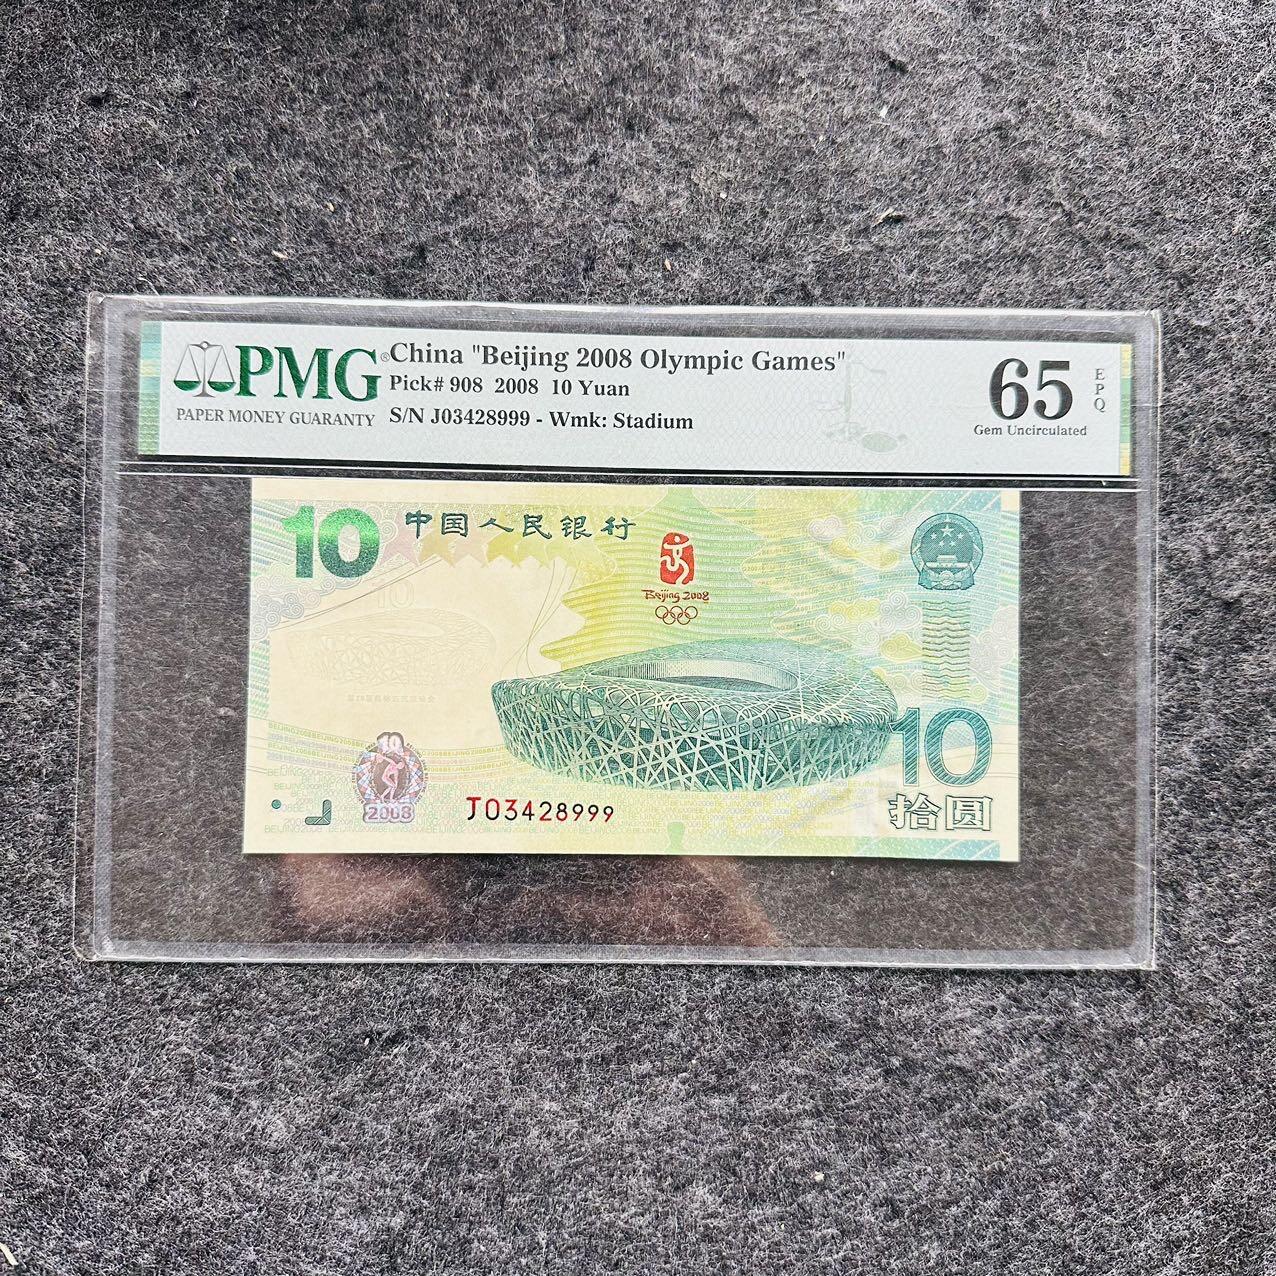 PMG®
PAPER MONEY GUARANTY
China "Beijing 2008 Olympic Games"
Pick# 908 2008 10 Yuan
S/N J03428999 - Wmk: Stadium
65
EPQ
Gem Uncirculated
10
中国人民银行
Beijing 2008
10
10
2008
J03428999
10
拾圆